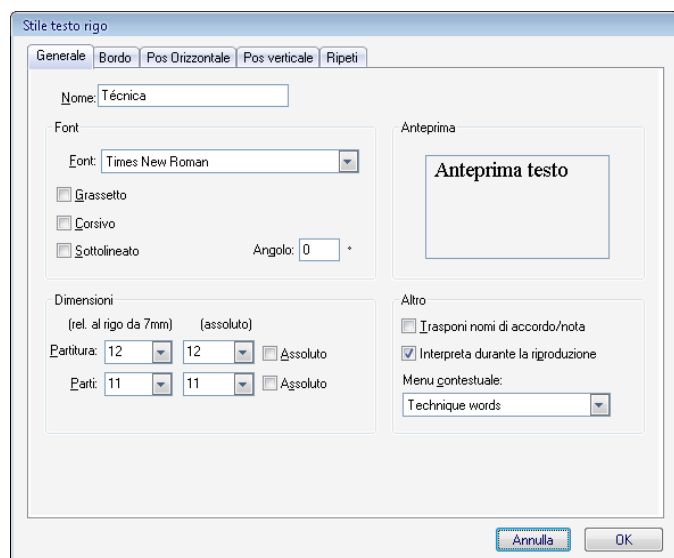 Stile testo rigo
Generale Bordo Pos Orizzontale Pos verticale Ripeti
Nome: Técnica
Font
Font: Times New Roman
Grassetto
Corsivo
Sottolineato Angolo: 0 °
Anteprima
Anteprima testo
Dimensioni
(rel. al rigo da 7mm) (assoluto)
Partitura: 12 12 Assoluto
Parti: 11 11 Assoluto
Altro
Trasponi nomi di accordo/nota
Interpreta durante la riproduzione
Menu contestuale:
Technique words
Annulla OK